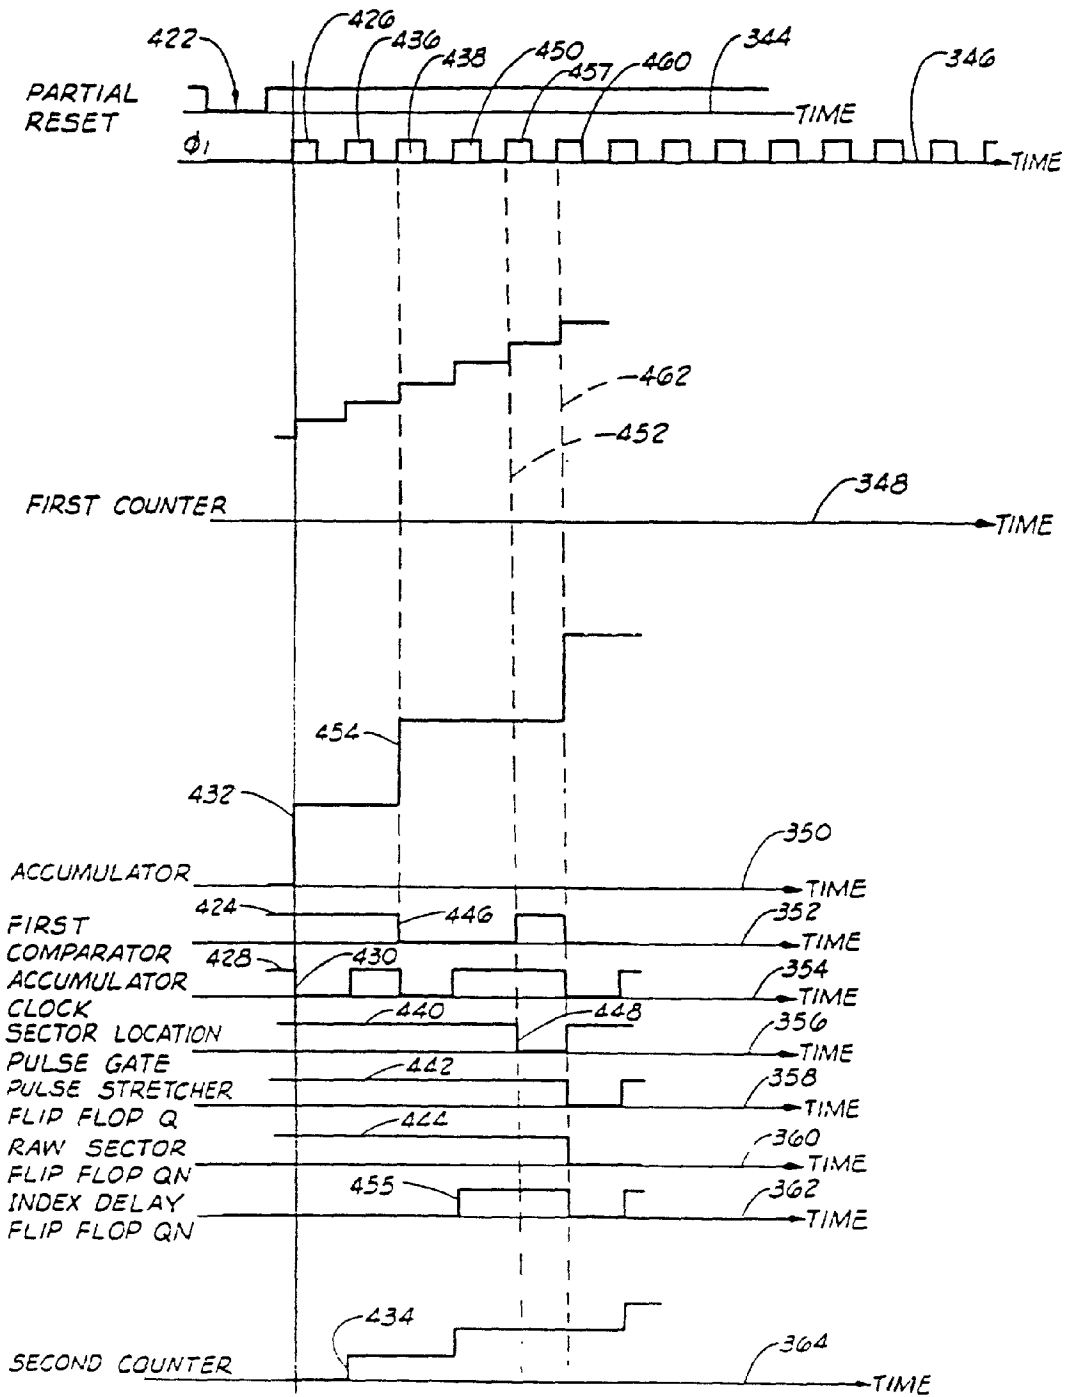 426
422
436
344
438
450
457
460
346
PARTIAL
RESET
TIME
Φ1
TIME
462
452
FIRST COUNTER
348
TIME
454
432
350
ACCUMULATOR
TIME
424
446
352
FIRST
COMPARATOR
TIME
428
430
354
ACCUMULATOR
CLOCK
TIME
440
448
356
SECTOR LOCATION
PULSE GATE
TIME
442
358
PULSE STRETCHER
FLIP FLOP Q
TIME
444
360
RAW SECTOR
FLIP FLOP QN
TIME
455
362
INDEX DELAY
FLIP FLOP QN
TIME
434
364
SECOND COUNTER
TIME